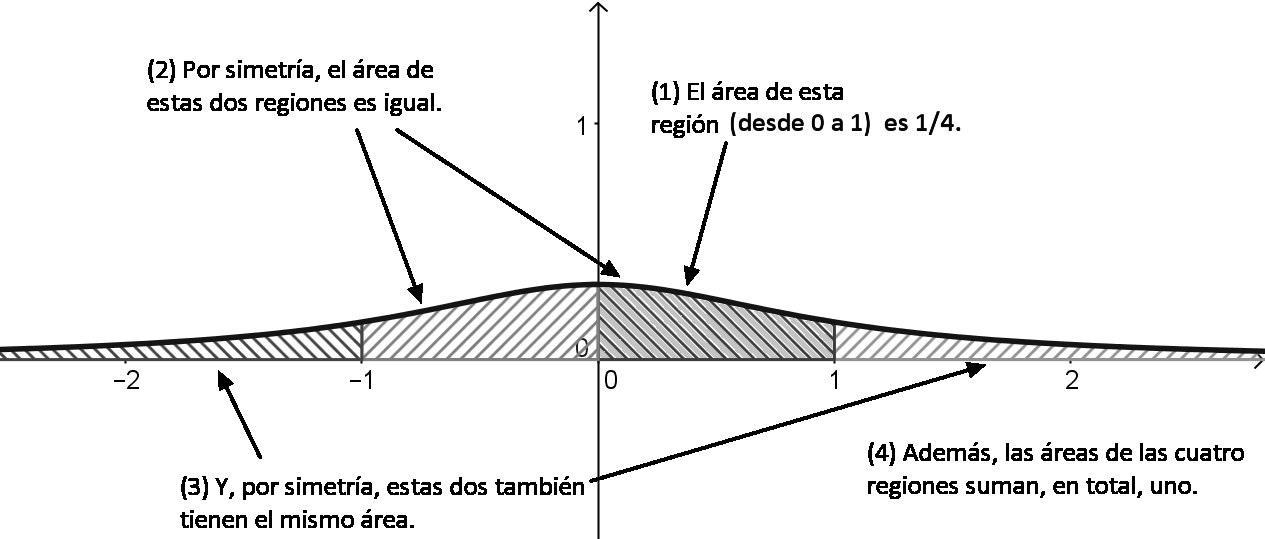 (2) Por simetría, el área de
estas dos regiones es igual.
(1) El área de esta
región (desde 0 a 1) es 1/4.
1
0
−2
−1
0
1
2
(3) Y, por simetría, estas dos también
tienen el mismo área.
(4) Además, las áreas de las cuatro
regiones suman, en total, uno.